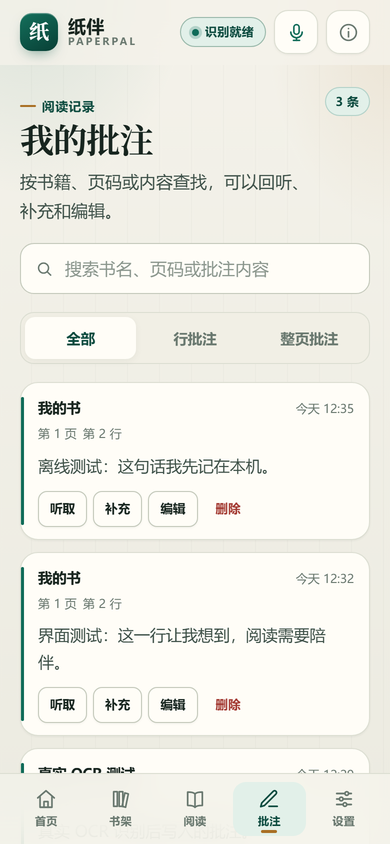 纸
纸伴
PAPERPAL
识别就绪
阅读记录
3 条
我的批注
按书籍、页码或内容查找，可以回听、
补充和编辑。
搜索书名、页码或批注内容
全部
行批注
整页批注
我的书
今天 12:35
第 1 页 第 2 行
离线测试：这句话我先记在本机。
听取
补充
编辑
删除
我的书
今天 12:32
第 1 页 第 2 行
界面测试：这一行让我想到，阅读需要陪
伴。
听取
补充
编辑
删除
真实 OCR 测试
首页
书架
阅读
批注
设置